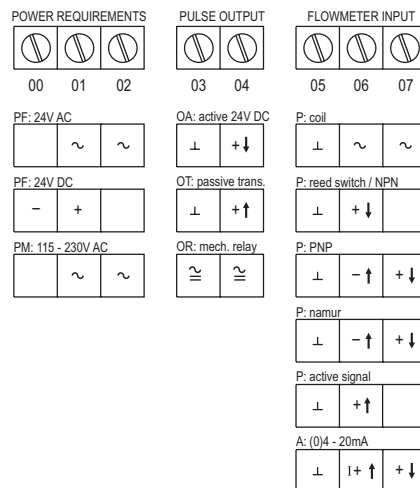 POWER REQUIREMENTS PULSE OUTPUT FLOWMETER INPUT
00 01 02 03 04 05 06 07
PF: 24V AC OA: active 24V DC P: coil
~ ~ ⊥ +↓ ⊥ ~ ~
PF: 24V DC OT: passive trans. P: reed switch / NPN
− + ⊥ +↑ ⊥ +↓
PM: 115 - 230V AC OR: mech. relay P: PNP
~ ~ ≅ ≅ ⊥ −↑ +↓
P: namur
⊥ −↑ +↓
P: active signal
⊥ +↑
A: (0)4 - 20mA
⊥ I+ ↑ +↓